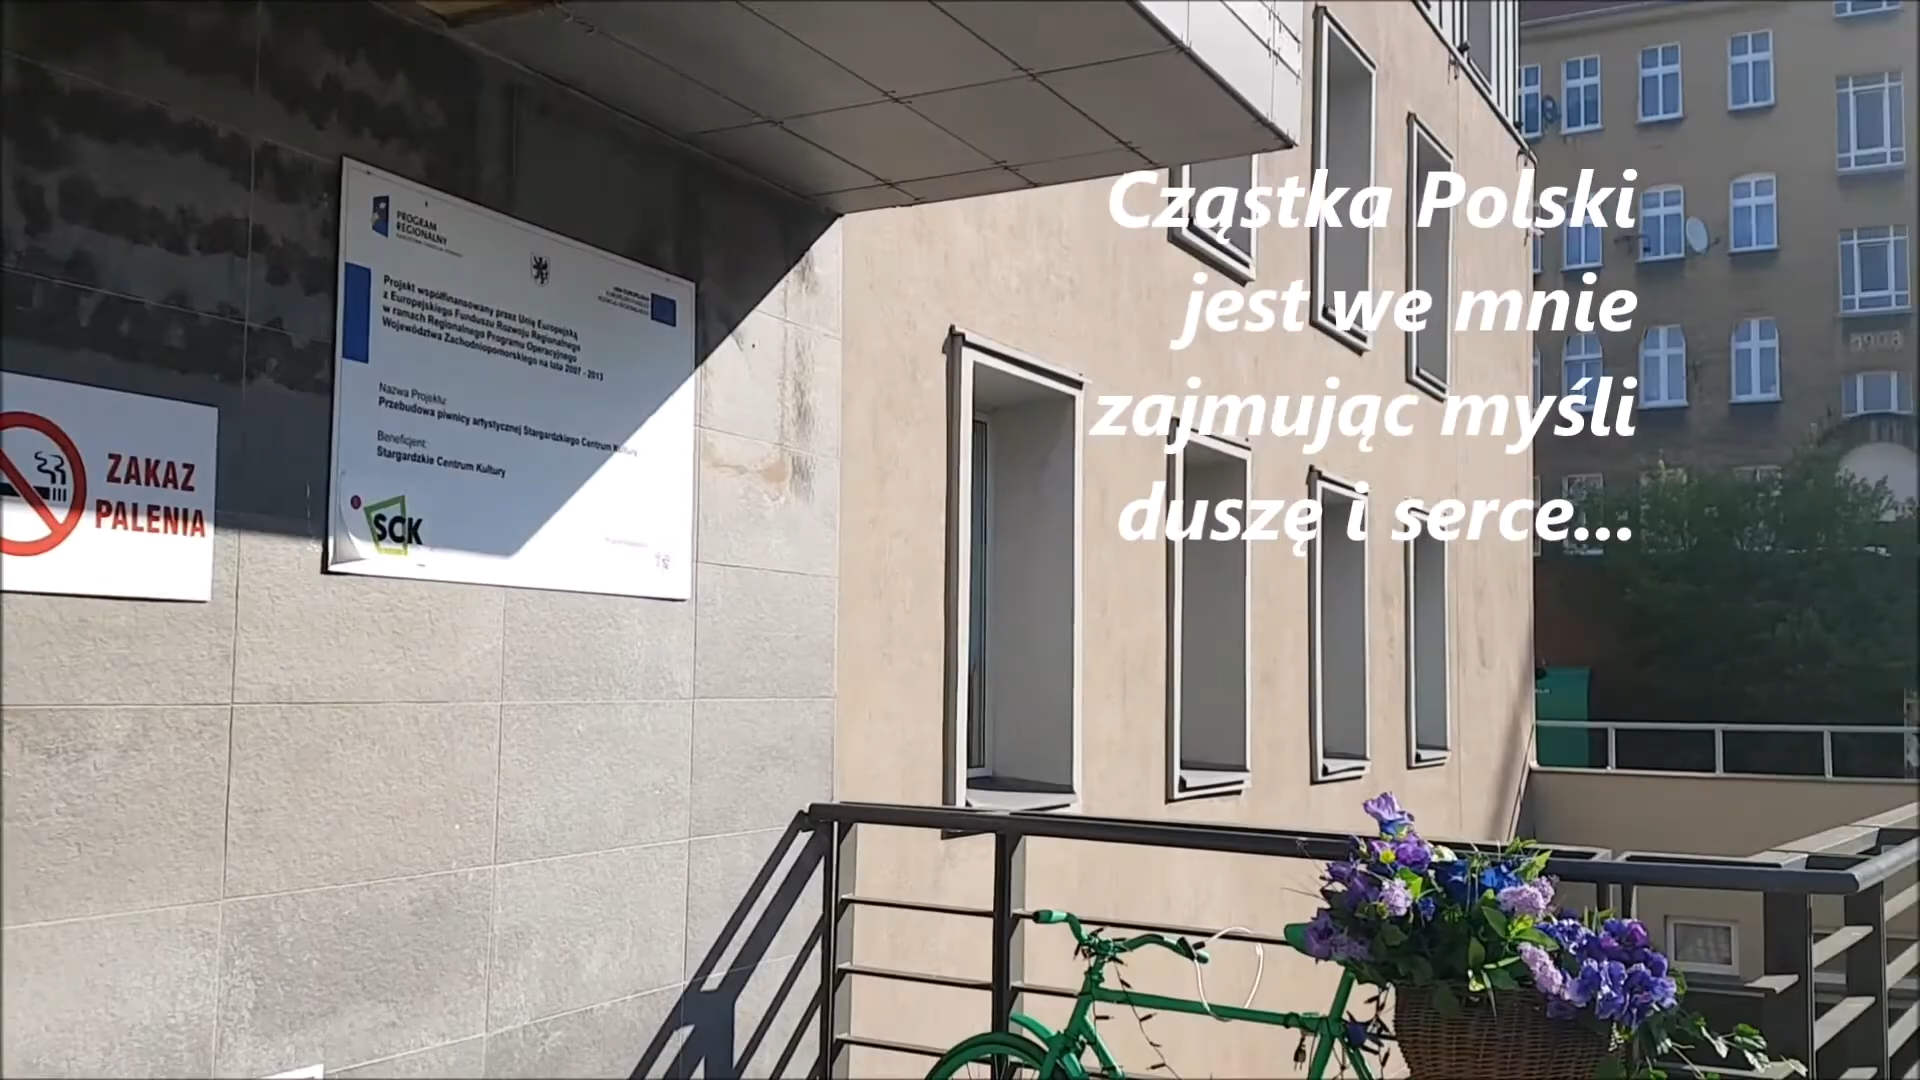 PROGRAM
REGIONALNY
Projekt współfinansowany przez Unię Europejską
z Europejskiego Funduszu Rozwoju Regionalnego
w ramach Regionalnego Programu Operacyjnego
Województwa Zachodniopomorskiego na lata 2007 - 2013
Nazwa Projektu:
Przebudowa piwnicy artystycznej Stargardzkiego Centrum Kultury
Beneficjent:
Stargardzkie Centrum Kultury
SCK
ZAKAZ
PALENIA
Cząstka Polski
jest we mnie
zajmując myśli
duszę i serce...